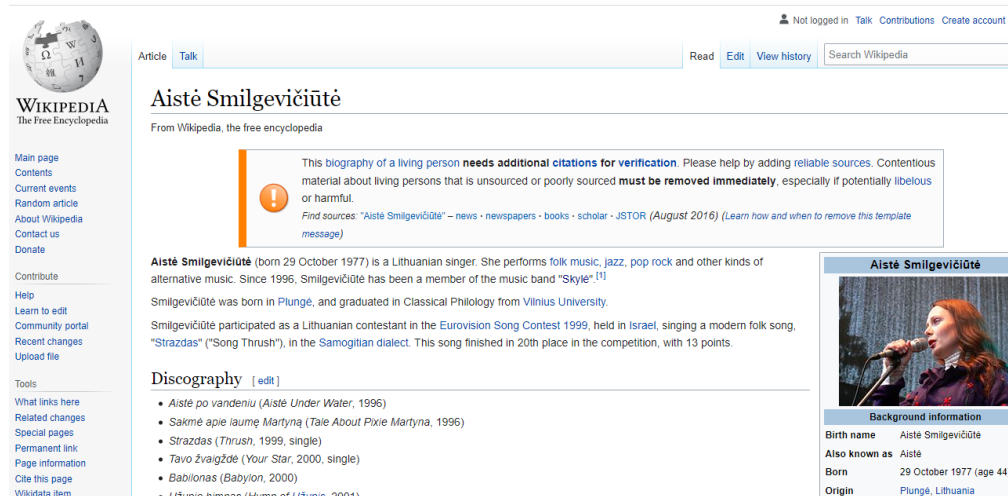 Not logged in Talk Contributions Create account
Article Talk Read Edit View history Search Wikipedia
WIKIPEDIA
The Free Encyclopedia
Main page
Contents
Current events
Random article
About Wikipedia
Contact us
Donate
Contribute
Help
Learn to edit
Community portal
Recent changes
Upload file
Tools
What links here
Related changes
Special pages
Permanent link
Page information
Cite this page
Wikidata item
Aistė Smilgevičiūtė
From Wikipedia, the free encyclopedia
This biography of a living person needs additional citations for verification. Please help by adding reliable sources. Contentious
material about living persons that is unsourced or poorly sourced must be removed immediately, especially if potentially libelous
or harmful.
Find sources: "Aistė Smilgevičiūtė" – news · newspapers · books · scholar · JSTOR (August 2016) (Learn how and when to remove this template
message)
Aistė Smilgevičiūtė (born 29 October 1977) is a Lithuanian singer. She performs folk music, jazz, pop rock and other kinds of
alternative music. Since 1996, Smilgevičiūtė has been a member of the music band "Skylė".[1]
Smilgevičiūtė was born in Plungė, and graduated in Classical Philology from Vilnius University.
Smilgevičiūtė participated as a Lithuanian contestant in the Eurovision Song Contest 1999, held in Israel, singing a modern folk song,
"Strazdas" ("Song Thrush"), in the Samogitian dialect. This song finished in 20th place in the competition, with 13 points.
Discography [ edit ]
• Aistė po vandeniu (Aistė Under Water, 1996)
• Sakmė apie laumę Martyną (Tale About Pixie Martyna, 1996)
• Strazdas (Thrush, 1999, single)
• Tavo žvaigždė (Your Star, 2000, single)
• Babilonas (Babylon, 2000)
• Užupio himnas (Hymn of Užupis, 2001)
Aistė Smilgevičiūtė
Background information
Birth name Aistė Smilgevičiūtė
Also known as Aistė
Born 29 October 1977 (age 44
Origin Plungė, Lithuania